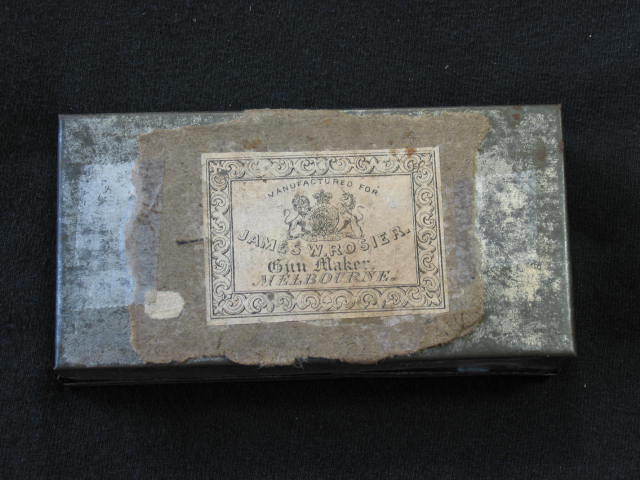 MANUFACTURED FOR
JAMES W. ROSIER.
Gun Maker
MELBOURNE.